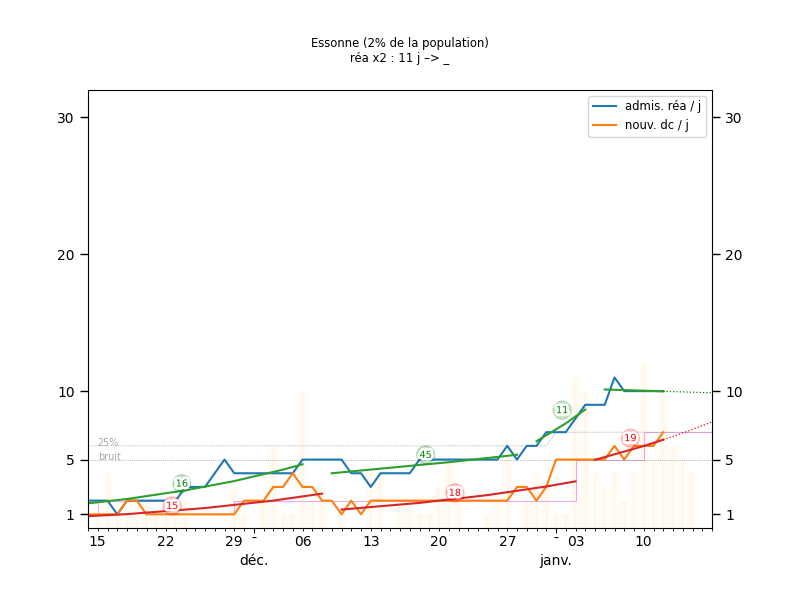 Essonne (2% de la population)
réa x2 : 11 j –> _
admis. réa / j
nouv. dc / j
30 30
20 20
10 10
11
19
25%
bruit
45
5 5
16
18
15
1 1
15 22 29 - 06 13 20 27 - 03 10
déc. janv.